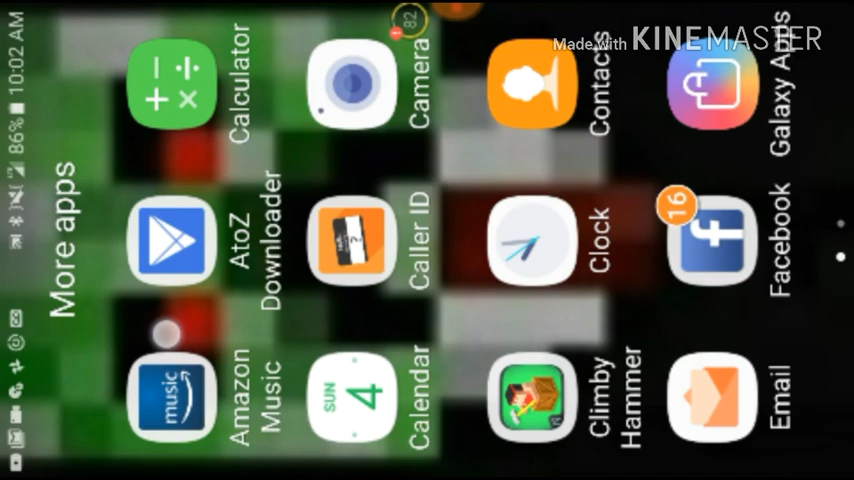 86% 10:02 AM
Made with KINEMASTER
82
More apps
music
Amazon
Music
AtoZ
Downloader
Calculator
SUN
4
Calendar
Caller ID
Camera
Climby
Hammer
Clock
Contacts
Email
16
f
Facebook
Galaxy Apps